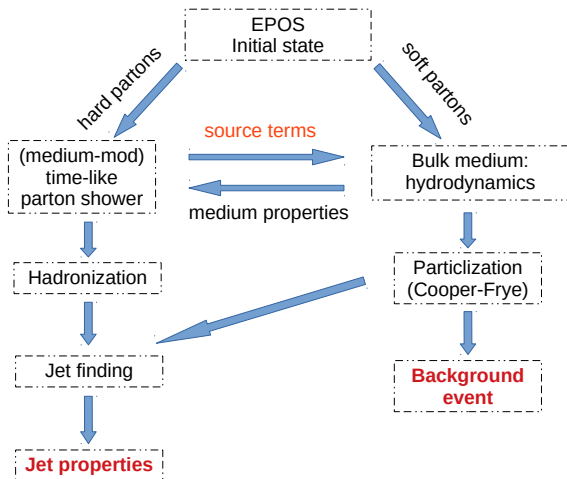 EPOS
Initial state
hard partons
soft partons
source terms
(medium-mod)
time-like
parton shower
Bulk medium:
hydrodynamics
medium properties
Hadronization
Particlization
(Cooper-Frye)
Jet finding
Background
event
Jet properties